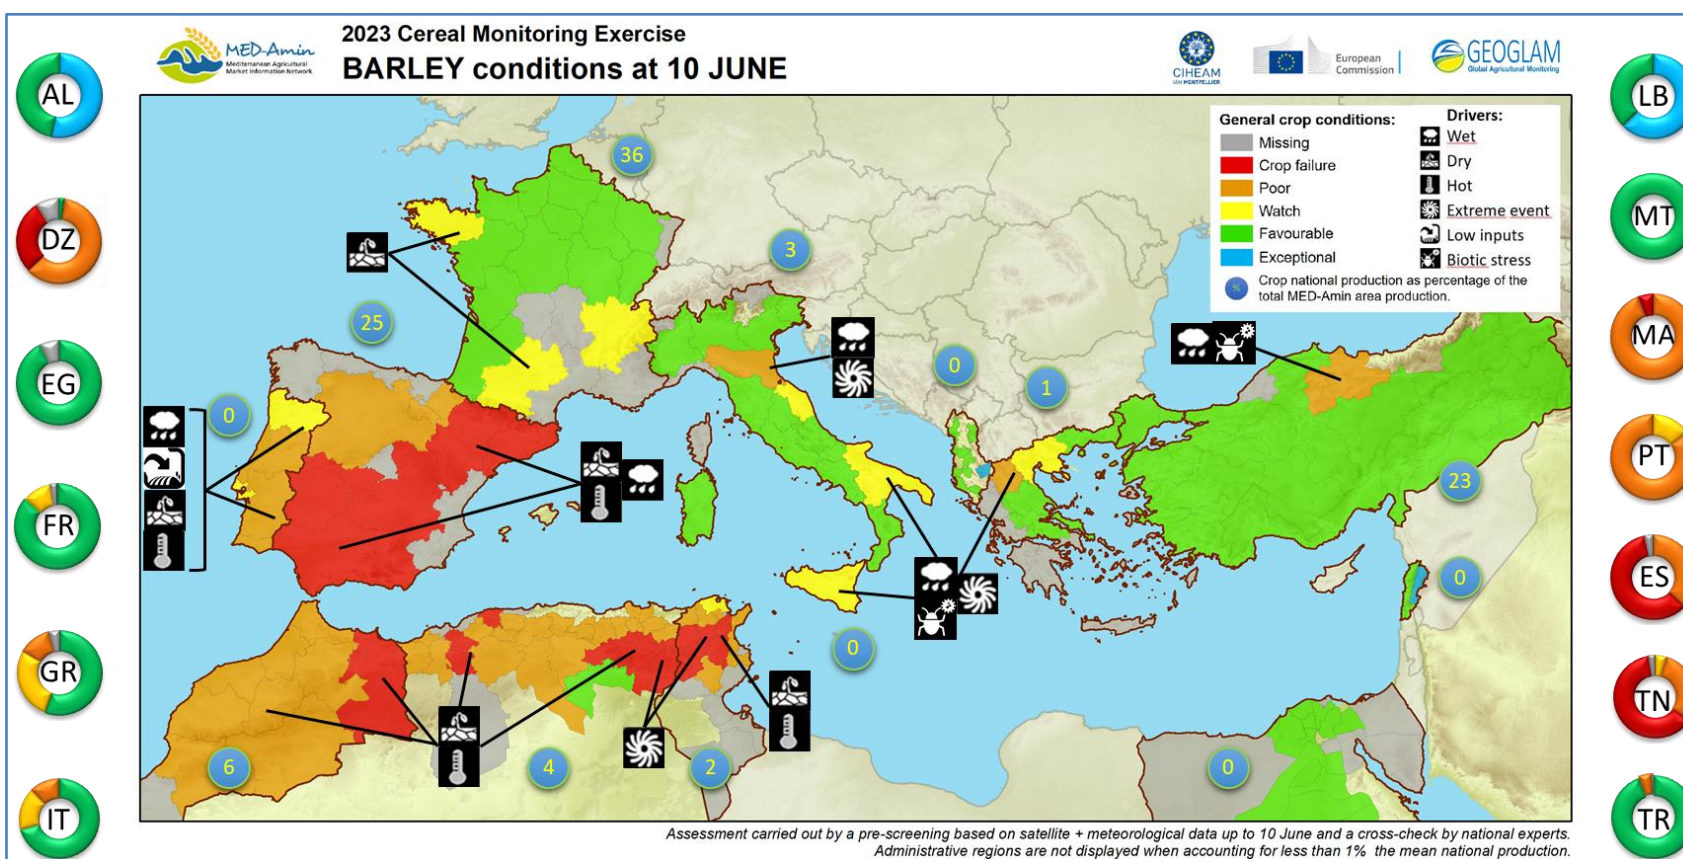 MED-Amin
Mediterranean Agricultural
Market Information Network
2023 Cereal Monitoring Exercise
BARLEY conditions at 10 JUNE
CIHEAM
IAM MONTPELLIER
European
Commission
GEOGLAM
Global Agricultural Monitoring
AL
DZ
EG
FR
GR
IT
LB
MT
MA
PT
ES
TN
TR
General crop conditions:
Missing
Crop failure
Poor
Watch
Favourable
Exceptional
Drivers:
Wet
Dry
Hot
Extreme event
Low inputs
Biotic stress
%
Crop national production as percentage of the
total MED-Amin area production.
36
3
25
0
0
1
23
0
0
6
4
2
0
Assessment carried out by a pre-screening based on satellite + meteorological data up to 10 June and a cross-check by national experts.
Administrative regions are not displayed when accounting for less than 1% the mean national production.